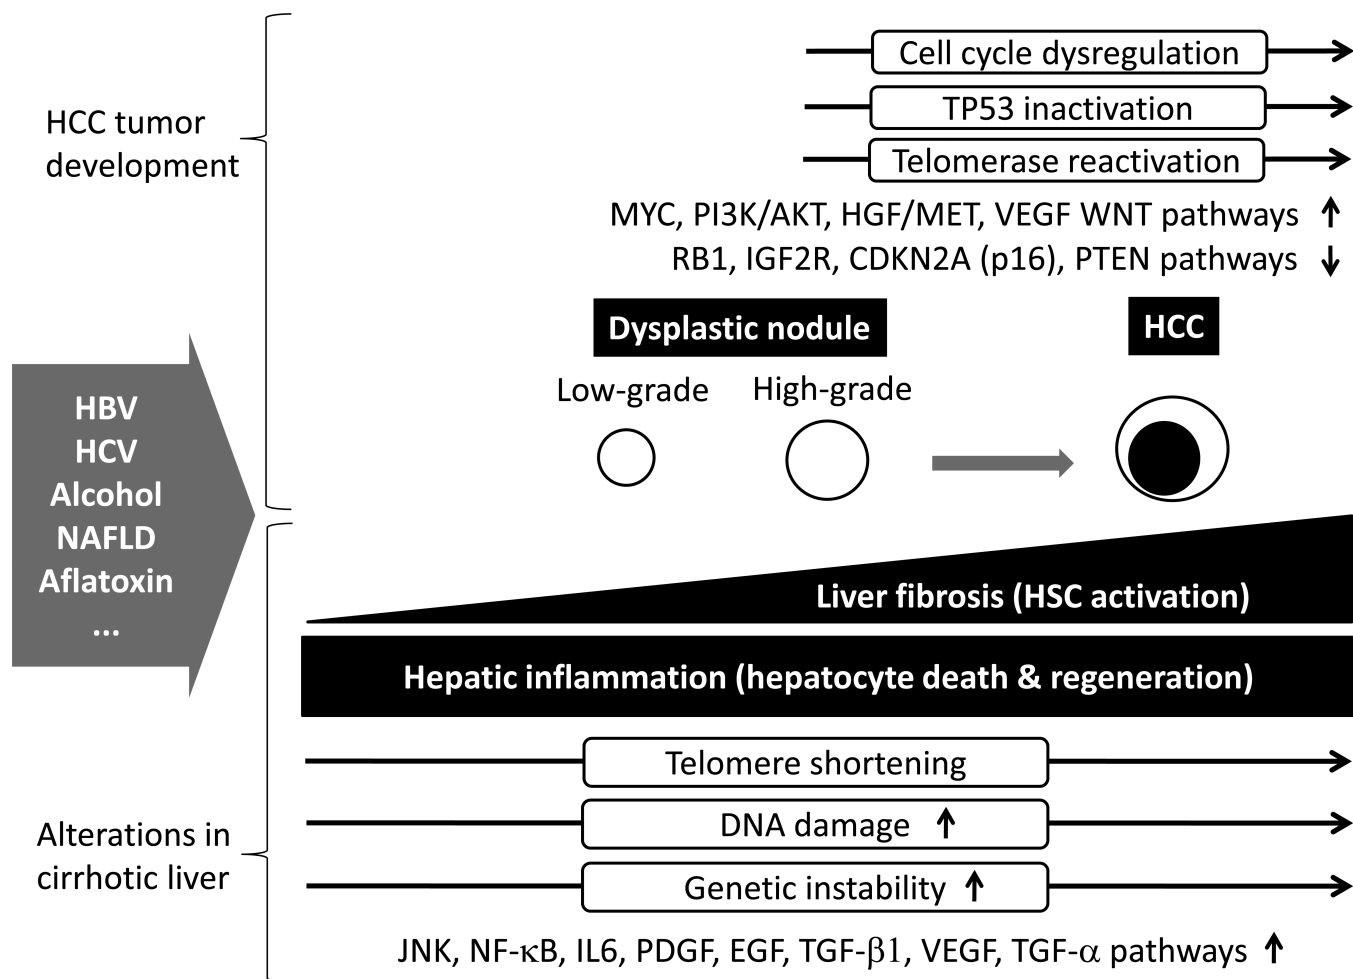 Cell cycle dysregulation
TP53 inactivation
Telomerase reactivation
HCC tumor
development
MYC, PI3K/AKT, HGF/MET, VEGF WNT pathways ↑
RB1, IGF2R, CDKN2A (p16), PTEN pathways ↓
Dysplastic nodule
HCC
Low-grade
High-grade
HBV
HCV
Alcohol
NAFLD
Aflatoxin
...
Liver fibrosis (HSC activation)
Hepatic inflammation (hepatocyte death & regeneration)
Telomere shortening
DNA damage ↑
Genetic instability ↑
Alterations in
cirrhotic liver
JNK, NF-κB, IL6, PDGF, EGF, TGF-β1, VEGF, TGF-α pathways ↑